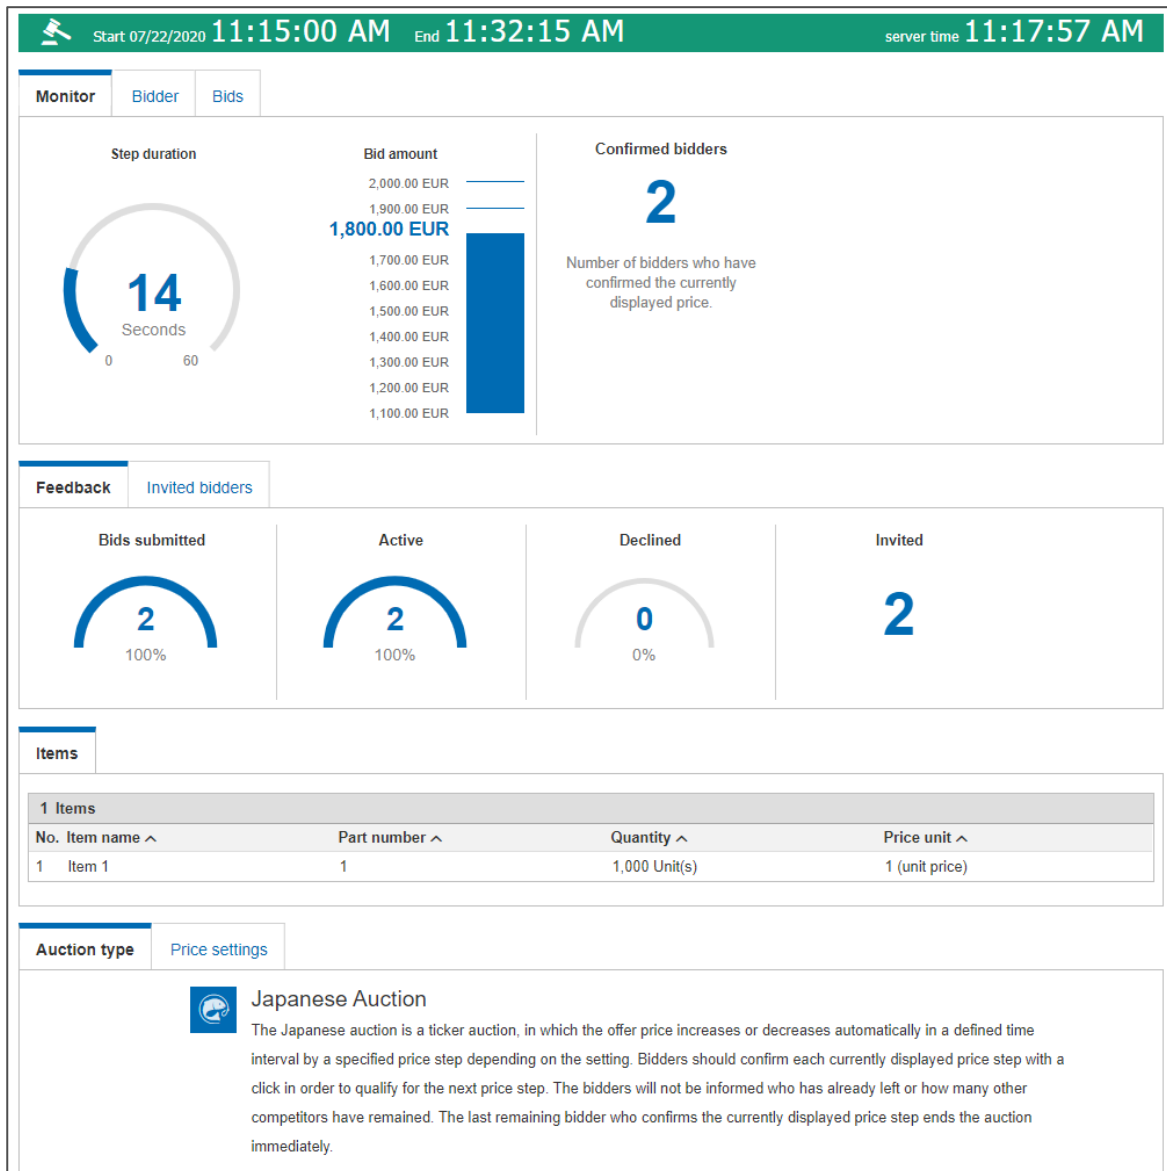 Start 07/22/2020 11:15:00 AM End 11:32:15 AM server time 11:17:57 AM
Monitor Bidder Bids
Step duration
14
Seconds
0 60
Bid amount
2,000.00 EUR
1,900.00 EUR
1,800.00 EUR
1,700.00 EUR
1,600.00 EUR
1,500.00 EUR
1,400.00 EUR
1,300.00 EUR
1,200.00 EUR
1,100.00 EUR
Confirmed bidders
2
Number of bidders who have
confirmed the currently
displayed price.
Feedback Invited bidders
Bids submitted
2
100%
Active
2
100%
Declined
0
0%
Invited
2
Items
1 Items
No. Item name Part number Quantity Price unit
1 Item 1 1 1,000 Unit(s) 1 (unit price)
Auction type Price settings
Japanese Auction
The Japanese auction is a ticker auction, in which the offer price increases or decreases automatically in a defined time
interval by a specified price step depending on the setting. Bidders should confirm each currently displayed price step with a
click in order to qualify for the next price step. The bidders will not be informed who has already left or how many other
competitors have remained. The last remaining bidder who confirms the currently displayed price step ends the auction
immediately.